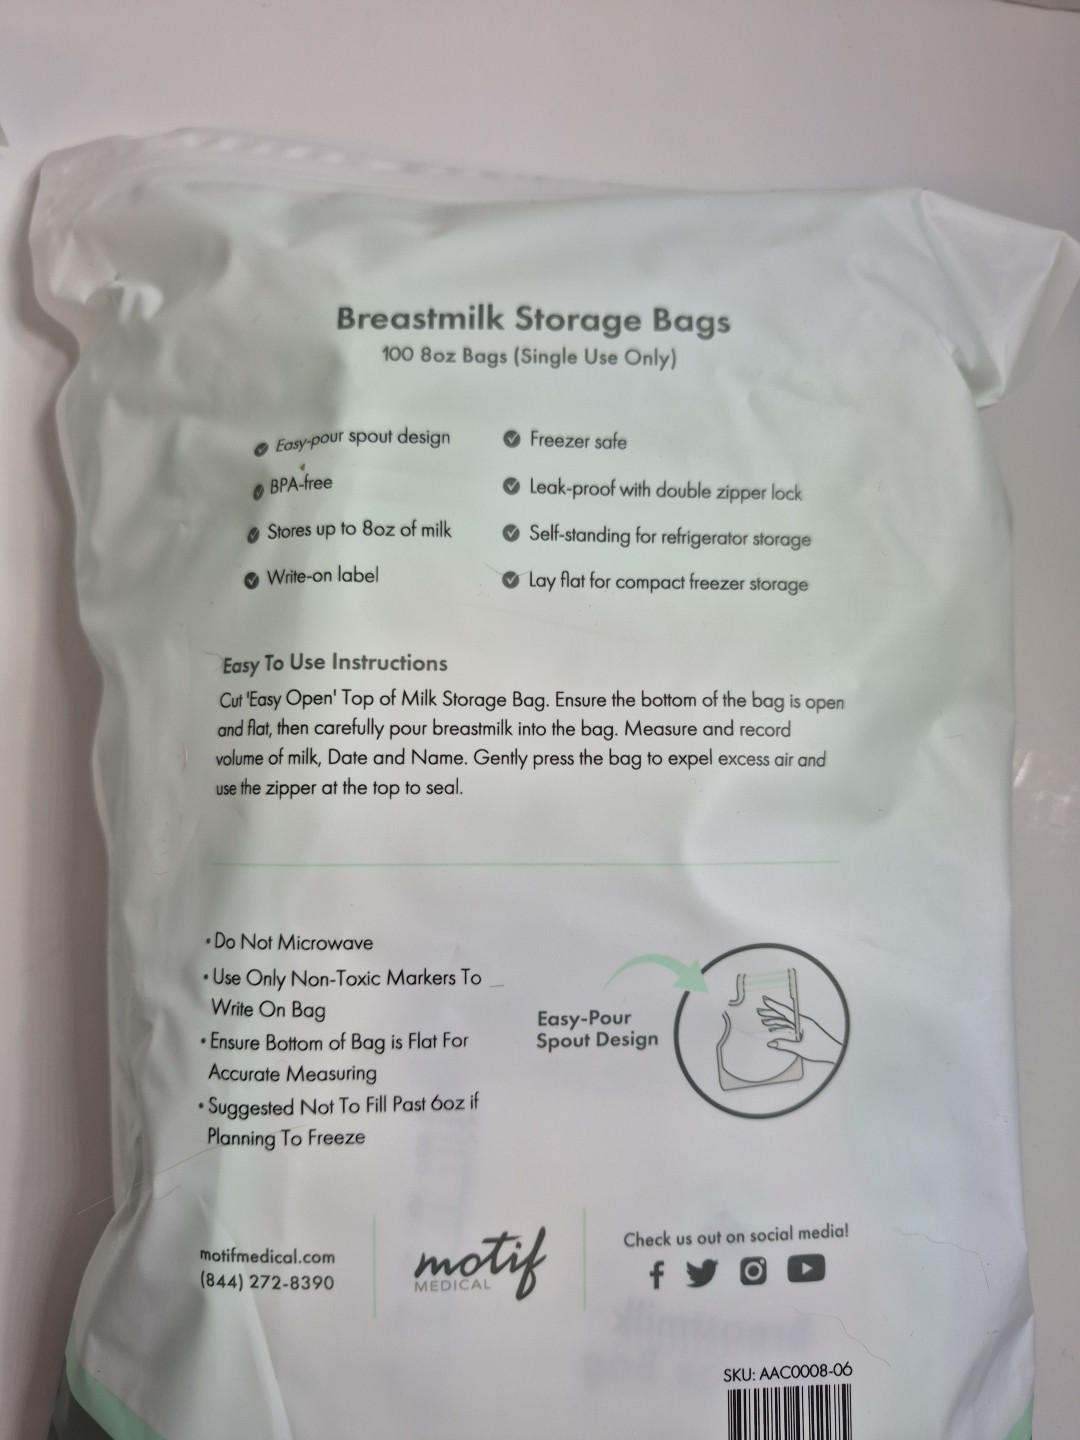 Breastmilk Storage Bags
100 8oz Bags (Single Use Only)
Easy-pour spout design
BPA-free
Stores up to 8oz of milk
Write-on label
Freezer safe
Leak-proof with double zipper lock
Self-standing for refrigerator storage
Lay flat for compact freezer storage
Easy To Use Instructions
Cut 'Easy Open' Top of Milk Storage Bag. Ensure the bottom of the bag is open
and flat, then carefully pour breastmilk into the bag. Measure and record
volume of milk, Date and Name. Gently press the bag to expel excess air and
use the zipper at the top to seal.
• Do Not Microwave
• Use Only Non-Toxic Markers To
Write On Bag
• Ensure Bottom of Bag is Flat For
Accurate Measuring
• Suggested Not To Fill Past 6oz if
Planning To Freeze
Easy-Pour
Spout Design
motifmedical.com
(844) 272-8390
motif
MEDICAL
Check us out on social media!
SKU: AAC0008-06